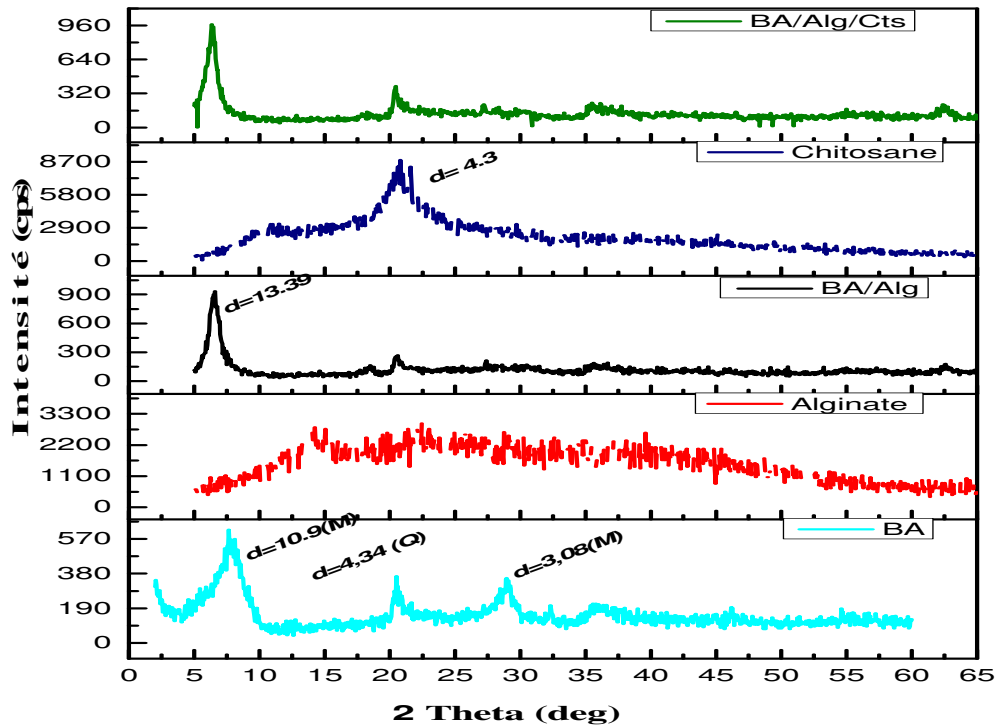 BA/Alg/Cts
960
640
320
0
Chitosane
d= 4.3
8700
5800
2900
0
BA/Alg
d=13.39
900
600
300
0
Alginate
3300
2200
1100
0
BA
d=10.9(M)
d=4,34 (Q)
d=3,08(M)
570
380
190
0
Intensité (cps)
0 5 10 15 20 25 30 35 40 45 50 55 60 65
2 Theta (deg)